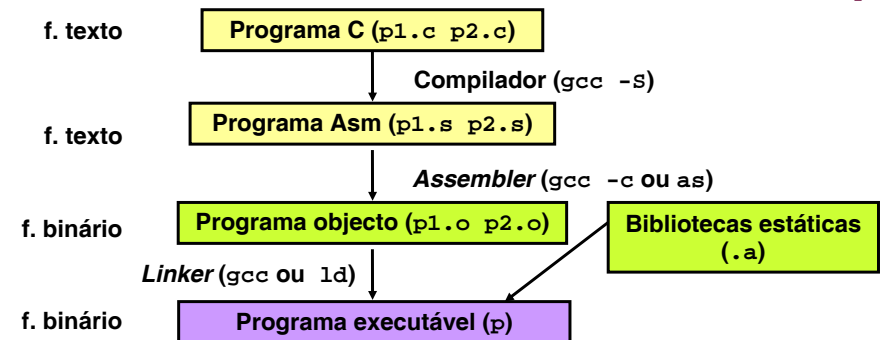 f. texto
Programa C (p1.c p2.c)
Compilador (gcc -S)
f. texto
Programa Asm (p1.s p2.s)
Assembler (gcc -c ou as)
f. binário
Programa objecto (p1.o p2.o)
Bibliotecas estáticas
(.a)
Linker (gcc ou ld)
f. binário
Programa executável (p)